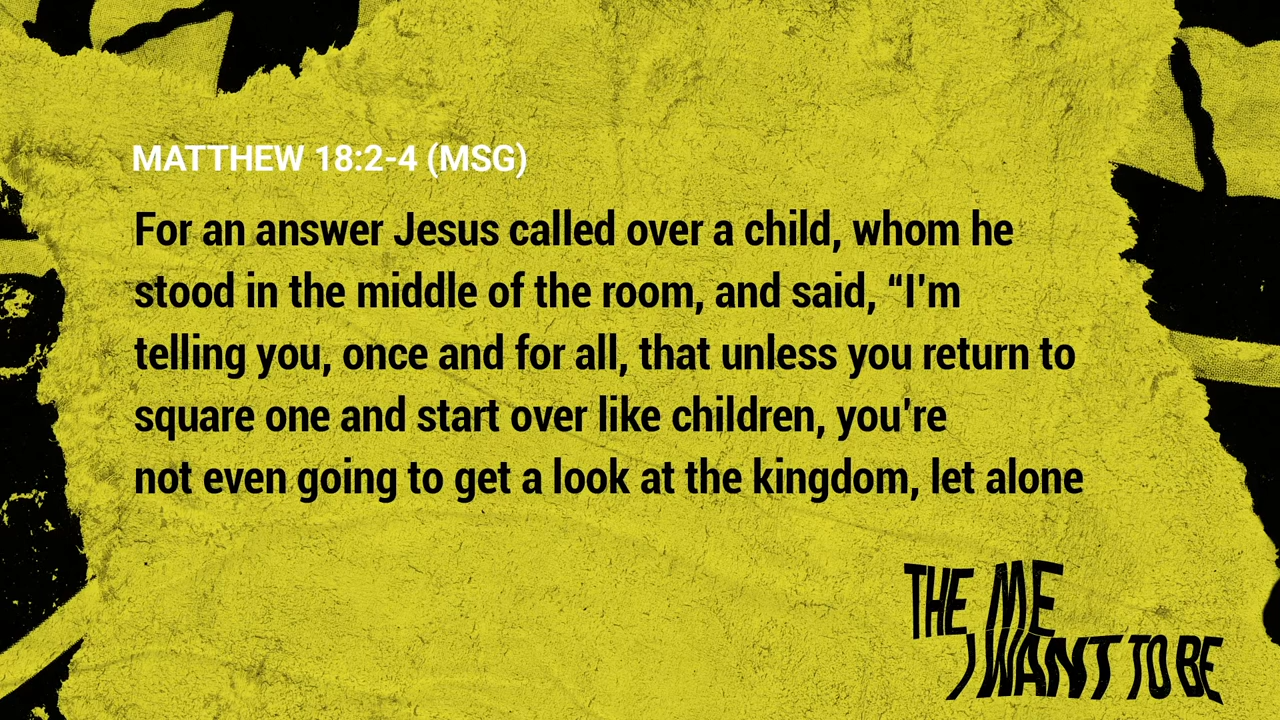 MATTHEW 18:2-4 (MSG)
For an answer Jesus called over a child, whom he
stood in the middle of the room, and said, “I’m
telling you, once and for all, that unless you return to
square one and start over like children, you’re
not even going to get a look at the kingdom, let alone
THE ME
I WANT TO BE